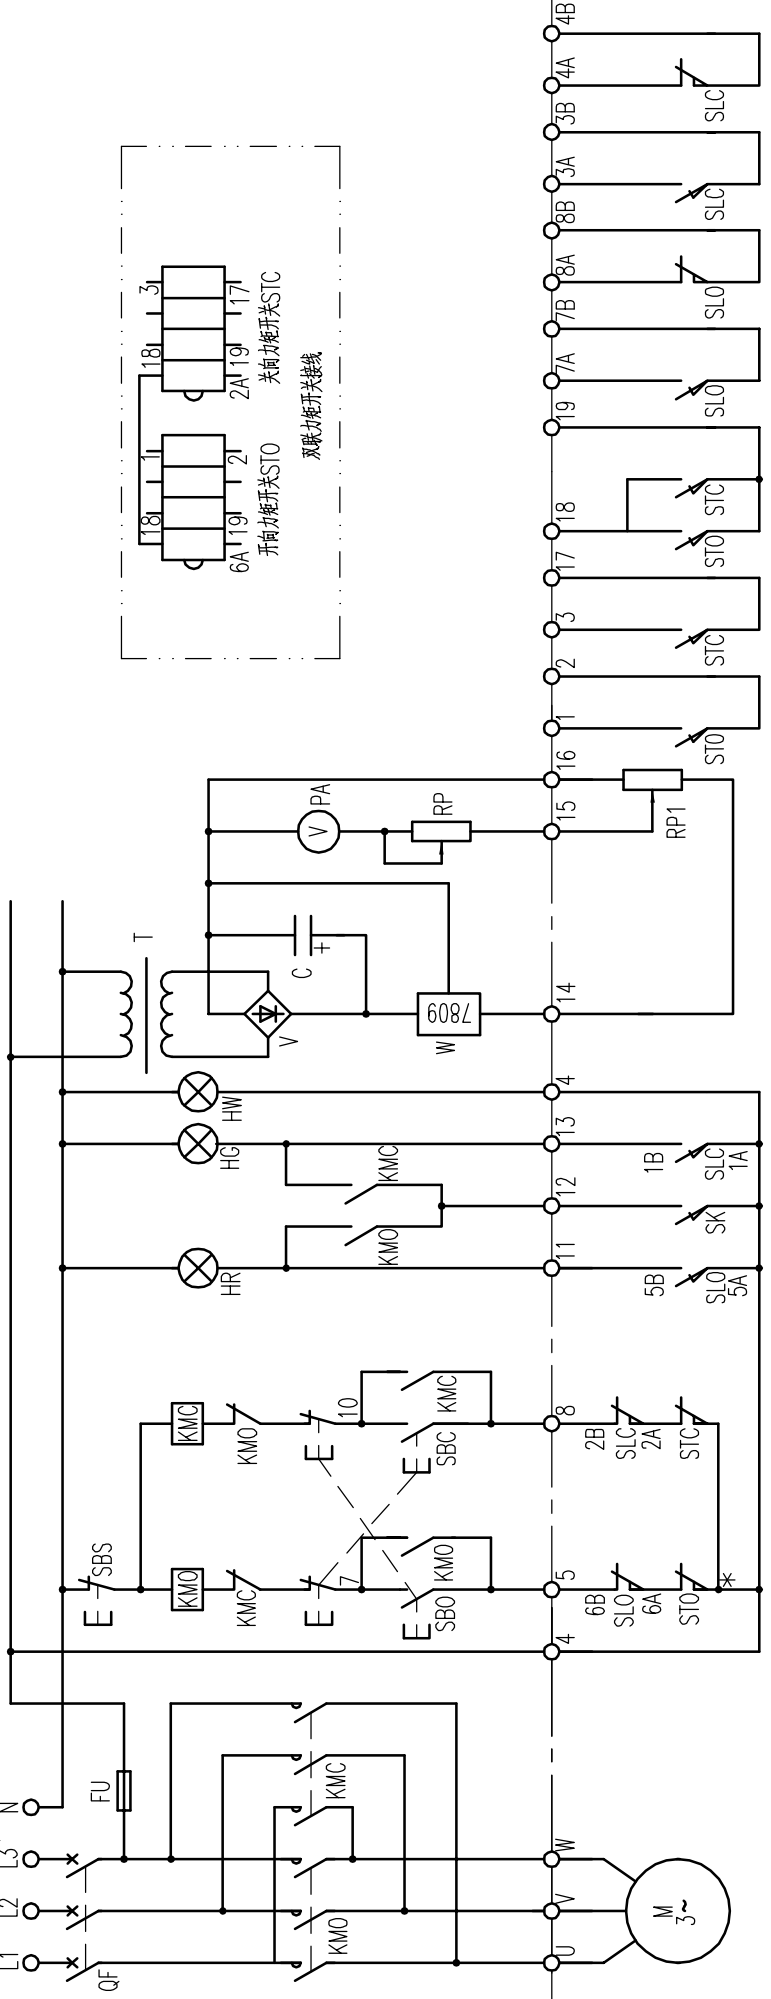 L1
L2
L3
N
QF
FU
KMO
KMC
U
V
W
M
3~
SBS
KMO
KMC
KMC
KMO
7
10
SBO
KMO
SBC
KMC
4
5
8
6B
SLO
6A
STO
*
2B
SLC
2A
STC
HR
HG
HW
KMO
KMC
11
12
13
4
5B
SLO
5A
SK
1B
SLC
1A
T
V
C
+
W
7809
V
PA
RP
14
15
16
RP1
1
2
3
17
18
19
7A
7B
8A
8B
3A
3B
4A
4B
STO
STC
STO
STC
SLO
SLO
SLC
SLC
18
1
18
3
6A
19
2
2A
19
17
开向力矩开关STO
关向力矩开关STC
双联力矩开关接线